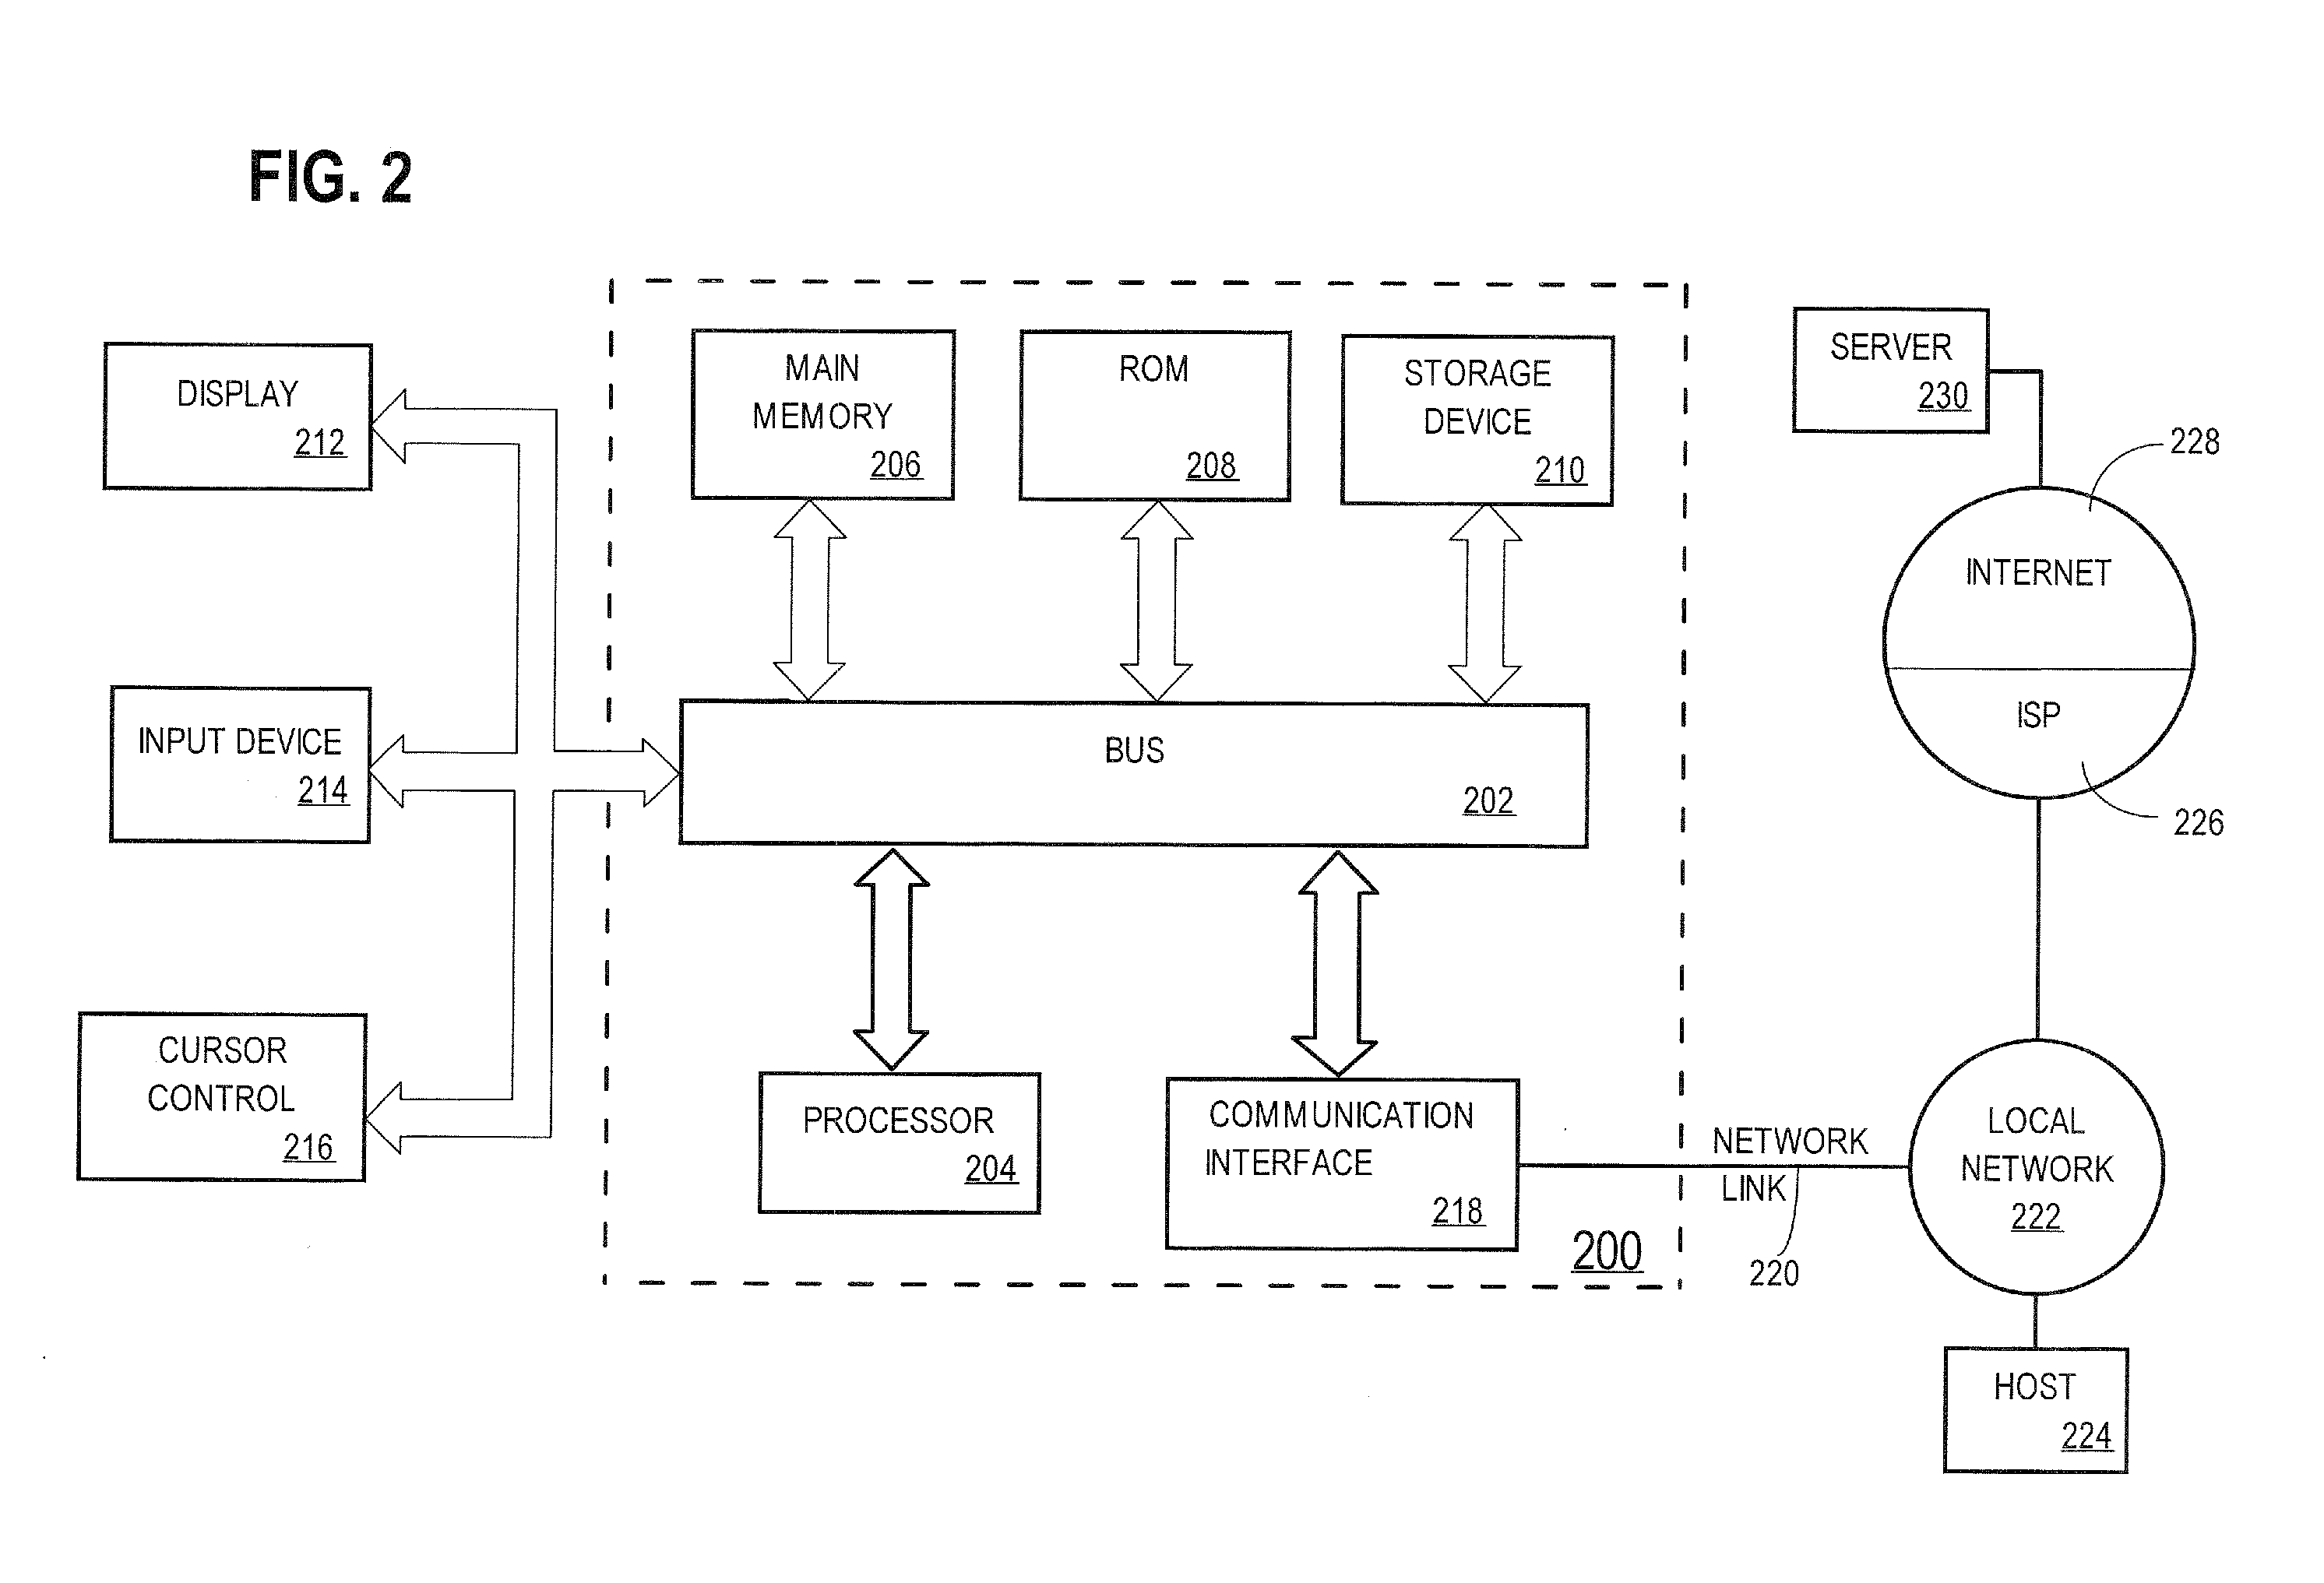 FIG. 2
DISPLAY
212
INPUT DEVICE
214
CURSOR
CONTROL
216
MAIN
MEMORY
206
ROM
208
STORAGE
DEVICE
210
BUS
202
PROCESSOR
204
COMMUNICATION
INTERFACE
218
200
SERVER
230
228
INTERNET
ISP
226
NETWORK
LINK
220
LOCAL
NETWORK
222
HOST
224